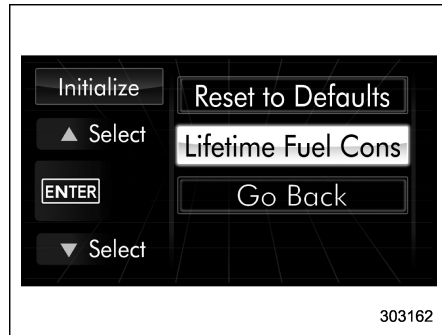 Initialize
▲ Select
ENTER
▼ Select
Reset to Defaults
Lifetime Fuel Cons
Go Back
303162